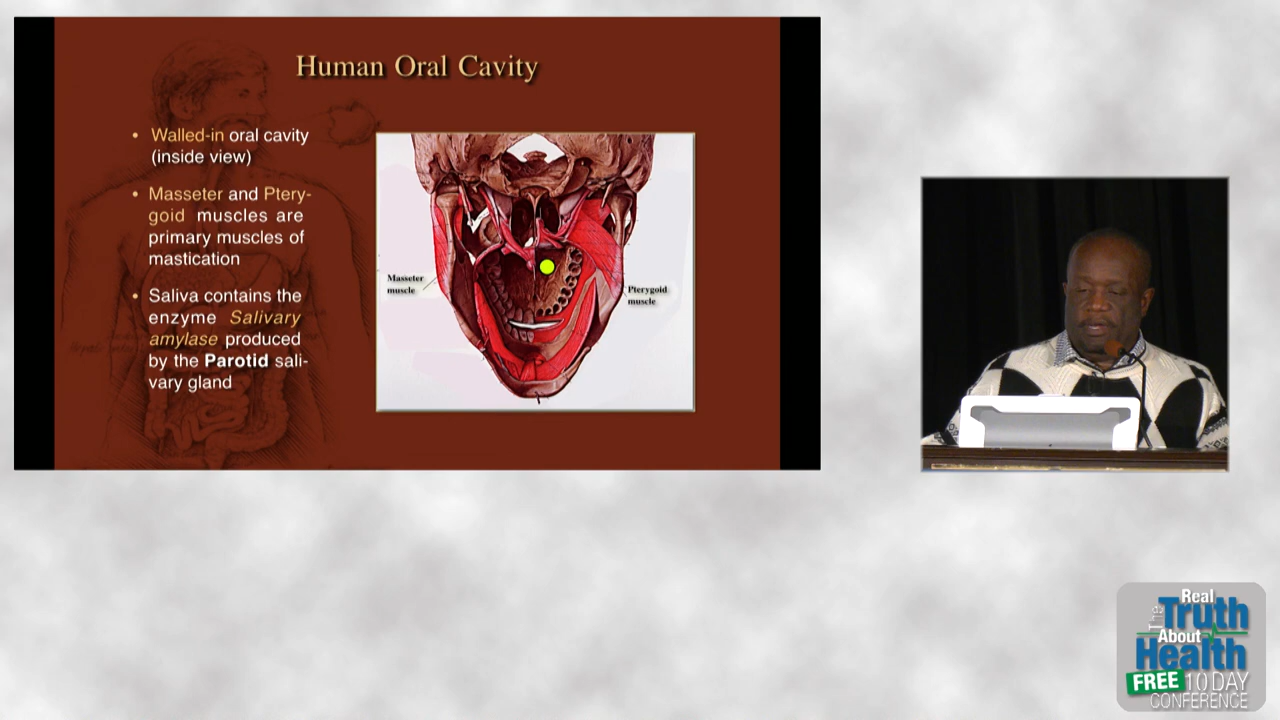 Human Oral Cavity
• Walled-in oral cavity
(inside view)
• Masseter and Ptery-
goid muscles are
primary muscles of
mastication
• Saliva contains the
enzyme Salivary
amylase produced
by the Parotid sali-
vary gland
Masseter
muscle
Pterygoid
muscle
The Real
Truth
About
Health
FREE 10 DAY
CONFERENCE